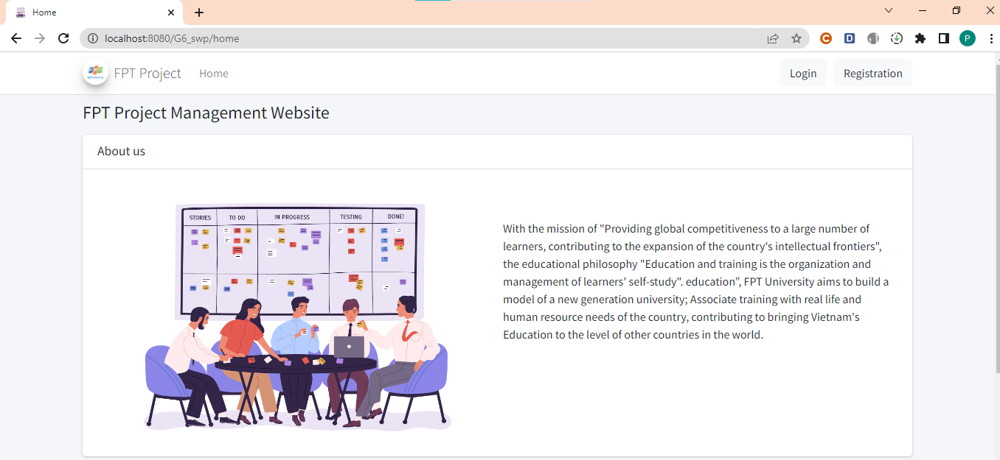 Home
localhost:8080/G6_swp/home
P
FPT Project
Home
Login
Registration
FPT Project Management Website
About us
STORIES
TO DO
IN PROGRESS
TESTING
DONE!
With the mission of "Providing global competitiveness to a large number of
learners, contributing to the expansion of the country's intellectual frontiers",
the educational philosophy "Education and training is the organization and
management of learners' self-study". education”, FPT University aims to build a
model of a new generation university; Associate training with real life and
human resource needs of the country, contributing to bringing Vietnam's
Education to the level of other countries in the world.